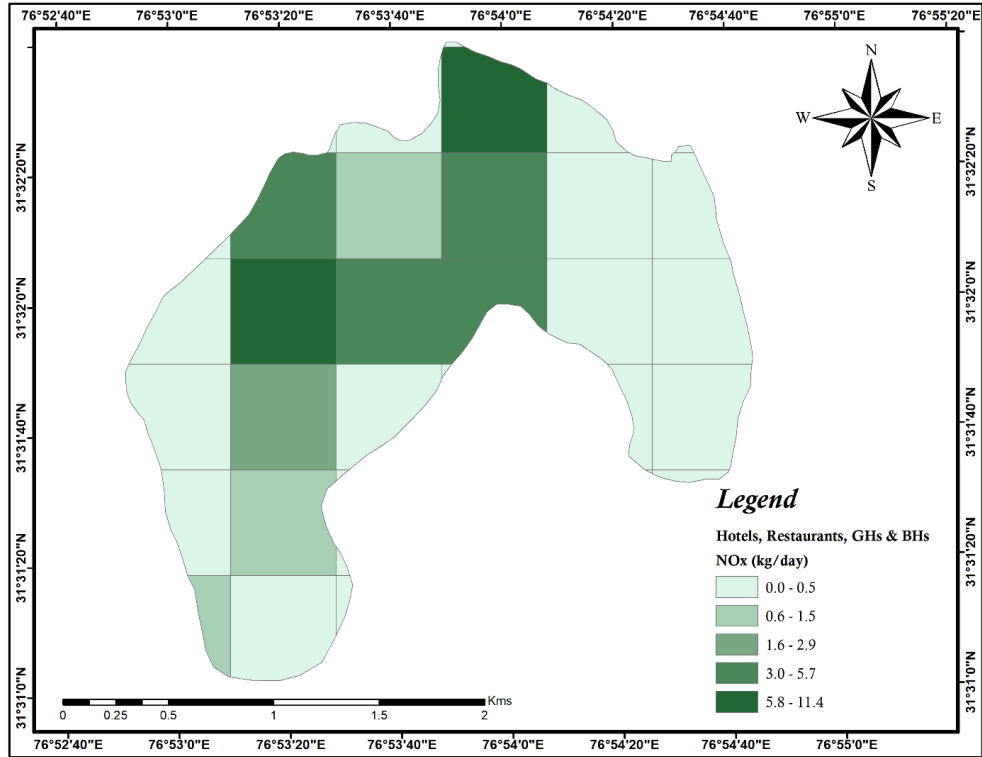 76°52'40"E 76°53'0"E 76°53'20"E 76°53'40"E 76°54'0"E 76°54'20"E 76°54'40"E 76°55'0"E 76°55'20"E
N
W E
S
31°32'20"N 31°32'20"N
31°32'0"N 31°32'0"N
31°31'40"N 31°31'40"N
31°31'20"N 31°31'20"N
31°31'0"N 31°31'0"N
Legend
Hotels, Restaurants, GHs & BHs
NOx (kg/day)
0.0 - 0.5
0.6 - 1.5
1.6 - 2.9
3.0 - 5.7
5.8 - 11.4
Kms
0 0.25 0.5 1 1.5 2
76°52'40"E 76°53'0"E 76°53'20"E 76°53'40"E 76°54'0"E 76°54'20"E 76°54'40"E 76°55'0"E